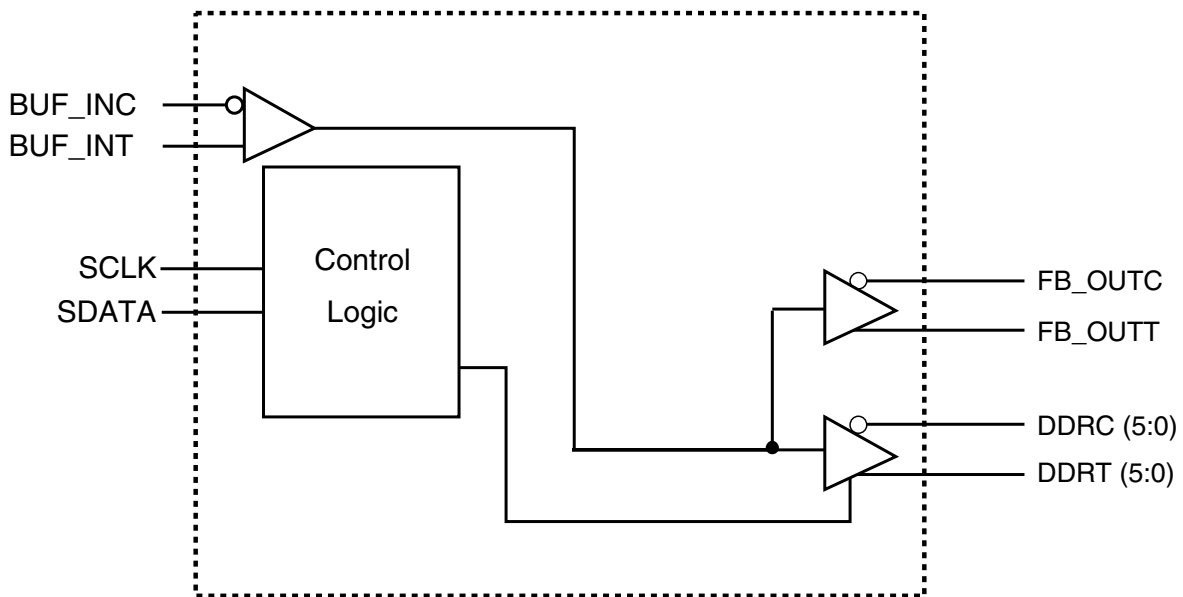 BUF_INC
BUF_INT
SCLK
SDATA
Control
Logic
FB_OUTC
FB_OUTT
DDRC (5:0)
DDRT (5:0)